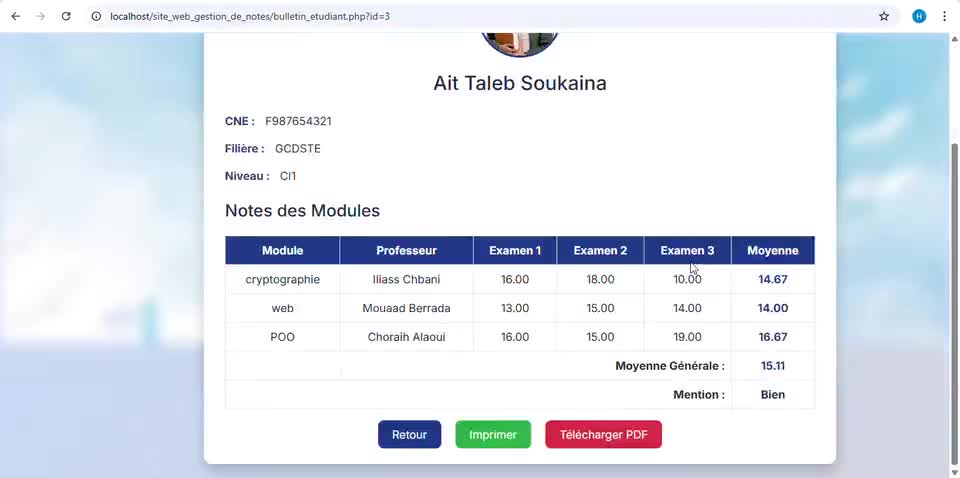 localhost/site_web_gestion_de_notes/bulletin_etudiant.php?id=3
H
Ait Taleb Soukaina
CNE : F987654321
Filière : GCDSTE
Niveau : CI1
Notes des Modules
Module Professeur Examen 1 Examen 2 Examen 3 Moyenne
cryptographie Iliass Chbani 16.00 18.00 10.00 14.67
web Mouaad Berrada 13.00 15.00 14.00 14.00
POO Choraih Alaoui 16.00 15.00 19.00 16.67
Moyenne Générale : 15.11
Mention : Bien
Retour Imprimer Télécharger PDF